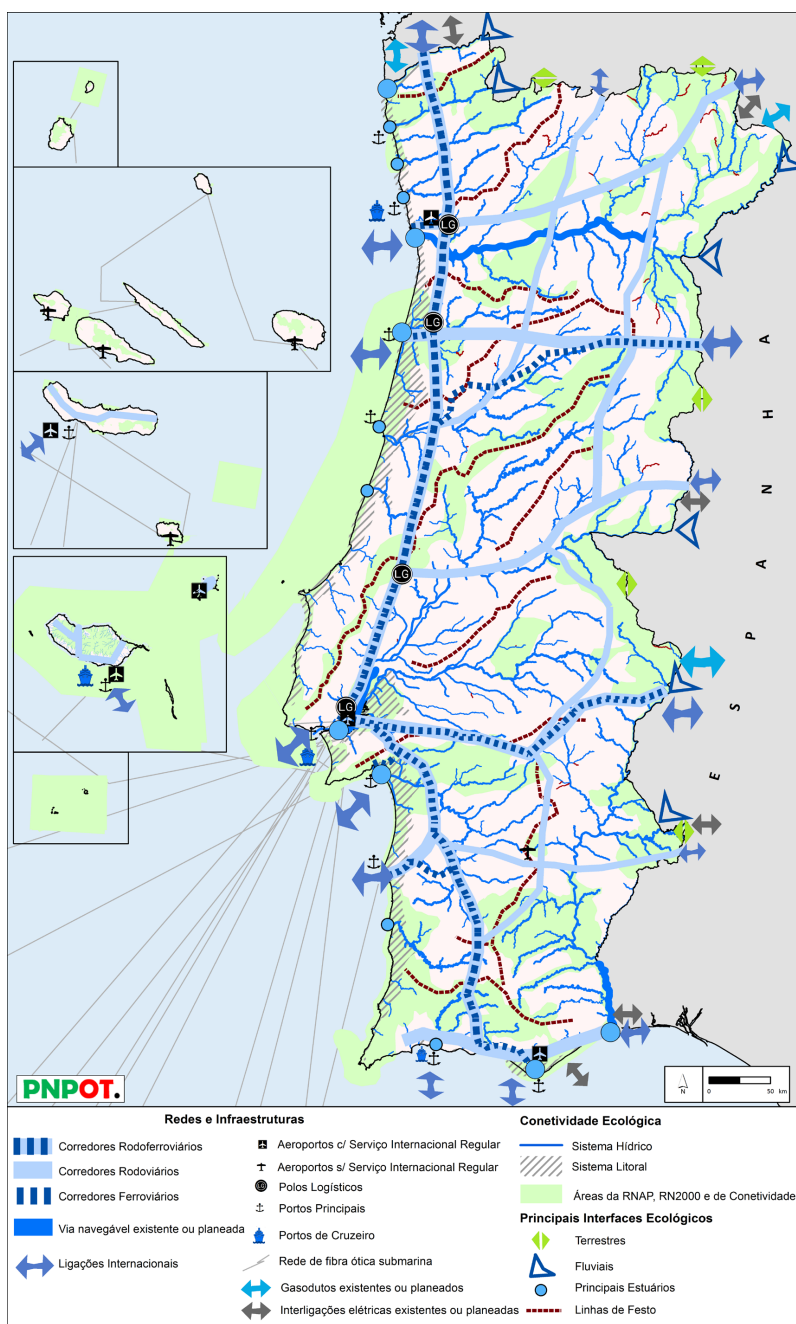 LG
LG
LG
LG
E S P A N H A
PNPOT.
N
0 50 km
Redes e Infraestruturas
Corredores Rodoferroviários
Corredores Rodoviários
Corredores Ferroviários
Via navegável existente ou planeada
Ligações Internacionais
Aeroportos c/ Serviço Internacional Regular
Aeroportos s/ Serviço Internacional Regular
LG Polos Logísticos
Portos Principais
Portos de Cruzeiro
Rede de fibra ótica submarina
Gasodutos existentes ou planeados
Interligações elétricas existentes ou planeadas
Conetividade Ecológica
Sistema Hídrico
Sistema Litoral
Áreas da RNAP, RN2000 e de Conetividade
Principais Interfaces Ecológicos
Terrestres
Fluviais
Principais Estuários
Linhas de Festo